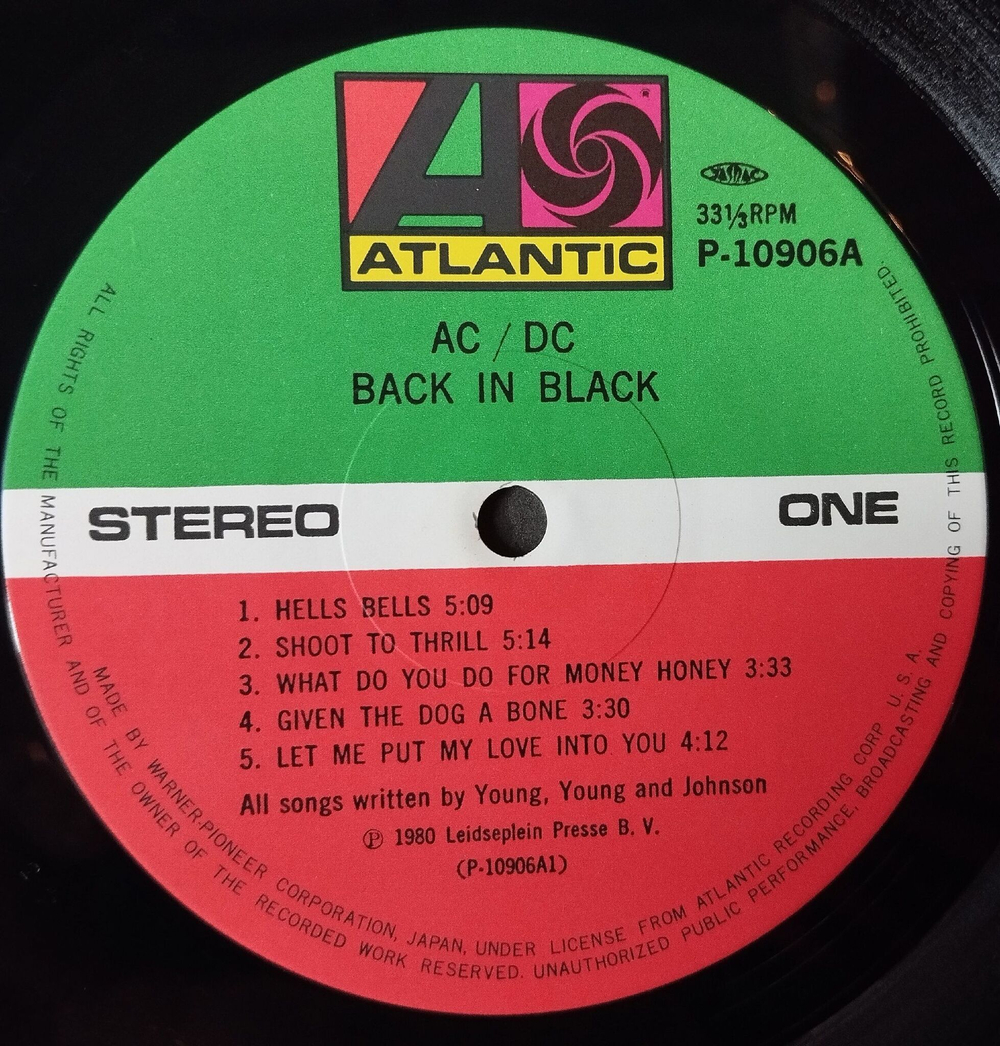 A
ATLANTIC
®
JASRAC
33⅓RPM
P-10906A
AC / DC
BACK IN BLACK
STEREO
ONE
1. HELLS BELLS 5:09
2. SHOOT TO THRILL 5:14
3. WHAT DO YOU DO FOR MONEY HONEY 3:33
4. GIVEN THE DOG A BONE 3:30
5. LET ME PUT MY LOVE INTO YOU 4:12
All songs written by Young, Young and Johnson
℗ 1980 Leidseplein Presse B. V.
(P-10906A1)
MADE BY WARNER-PIONEER CORPORATION, JAPAN, UNDER LICENSE FROM ATLANTIC RECORDING CORP U. S. A.
ALL RIGHTS OF THE MANUFACTURER AND OF THE OWNER OF THE RECORDED WORK RESERVED. UNAUTHORIZED PUBLIC PERFORMANCE, BROADCASTING AND COPYING OF THIS RECORD PROHIBITED.